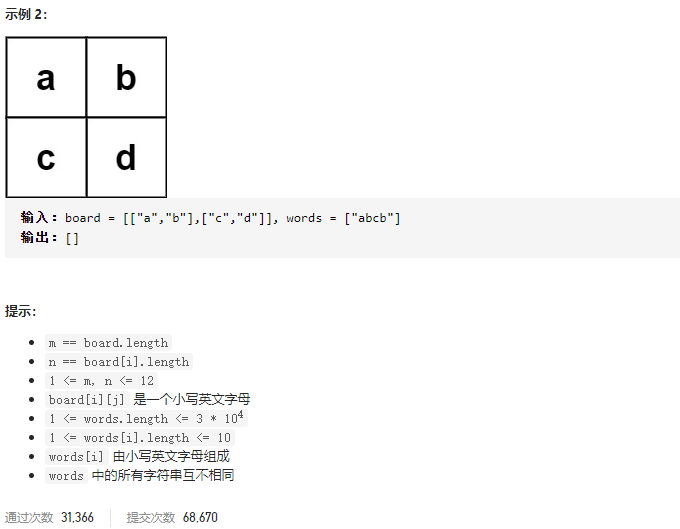 示例 2：
a b
c d
输入：board = [["a","b"],["c","d"]], words = ["abcb"]
输出：[]
提示：
m == board.length
n == board[i].length
1 <= m, n <= 12
board[i][j] 是一个小写英文字母
1 <= words.length <= 3 * 10⁴
1 <= words[i].length <= 10
words[i] 由小写英文字母组成
words 中的所有字符串互不相同
通过次数 31,366 提交次数 68,670